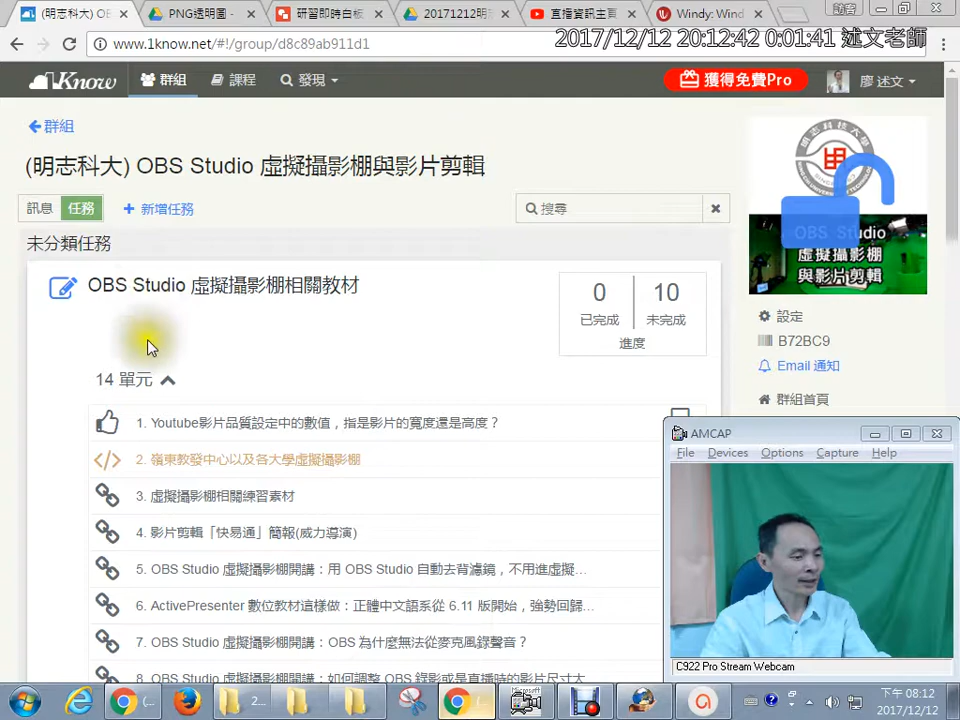 (明志科大) OBS St
PNG透明圖 -
研習即時白板
20171212明
直播資訊主頁
Windy: Wind
訪客
www.1know.net/#!/group/d8c89ab911d1
2017/12/12 20:12:42 0:01:41 述文老師
1Know
群組
課程
發現
獲得免費Pro
廖 述文
群組
(明志科大) OBS Studio 虛擬攝影棚與影片剪輯
訊息
任務
新增任務
搜尋
未分類任務
OBS Studio 虛擬攝影棚相關教材
0
10
已完成
未完成
進度
14 單元
1. Youtube影片品質設定中的數值，指是影片的寬度還是高度？
2. 嶺東教發中心以及各大學虛擬攝影棚
3. 虛擬攝影棚相關練習素材
4. 影片剪輯「快易通」簡報(威力導演)
5. OBS Studio 虛擬攝影棚開講：用 OBS Studio 自動去背濾鏡，不用進虛擬...
6. ActivePresenter 數位教材這樣做：正體中文語系從 6.11 版開始，強勢回歸...
7. OBS Studio 虛擬攝影棚開講：OBS 為什麼無法從麥克風錄聲音？
8. OBS Studio 虛擬攝影棚開講：如何調整 OBS 錄影或是直播時的影片尺寸大
OBS Studio
虛擬攝影棚
與影片剪輯
設定
B72BC9
Email 通知
群組首頁
AMCAP
File Devices Options Capture Help
C922 Pro Stream Webcam
(...
2...
Microsoft
下午 08:12
2017/12/12